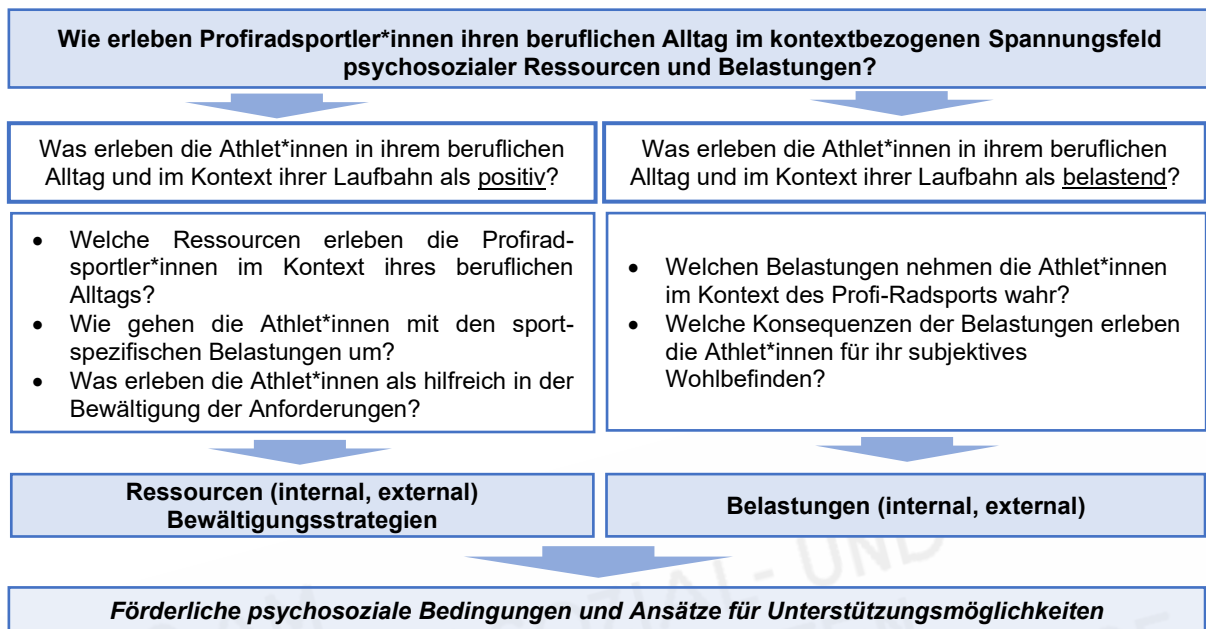 Wie erleben Profiradsportler*innen ihren beruflichen Alltag im kontextbezogenen Spannungsfeld
psychosozialer Ressourcen und Belastungen?
Was erleben die Athlet*innen in ihrem beruflichen
Alltag und im Kontext ihrer Laufbahn als positiv?
Was erleben die Athlet*innen in ihrem beruflichen
Alltag und im Kontext ihrer Laufbahn als belastend?
• Welche Ressourcen erleben die Profirad-
sportler*innen im Kontext ihres beruflichen
Alltags?
• Wie gehen die Athlet*innen mit den sport-
spezifischen Belastungen um?
• Was erleben die Athlet*innen als hilfreich in der
Bewältigung der Anforderungen?
• Welchen Belastungen nehmen die Athlet*innen
im Kontext des Profi-Radsports wahr?
• Welche Konsequenzen der Belastungen erleben
die Athlet*innen für ihr subjektives
Wohlbefinden?
Ressourcen (internal, external)
Bewältigungsstrategien
Belastungen (internal, external)
- UND
Förderliche psychosoziale Bedingungen und Ansätze für Unterstützungsmöglichkeiten